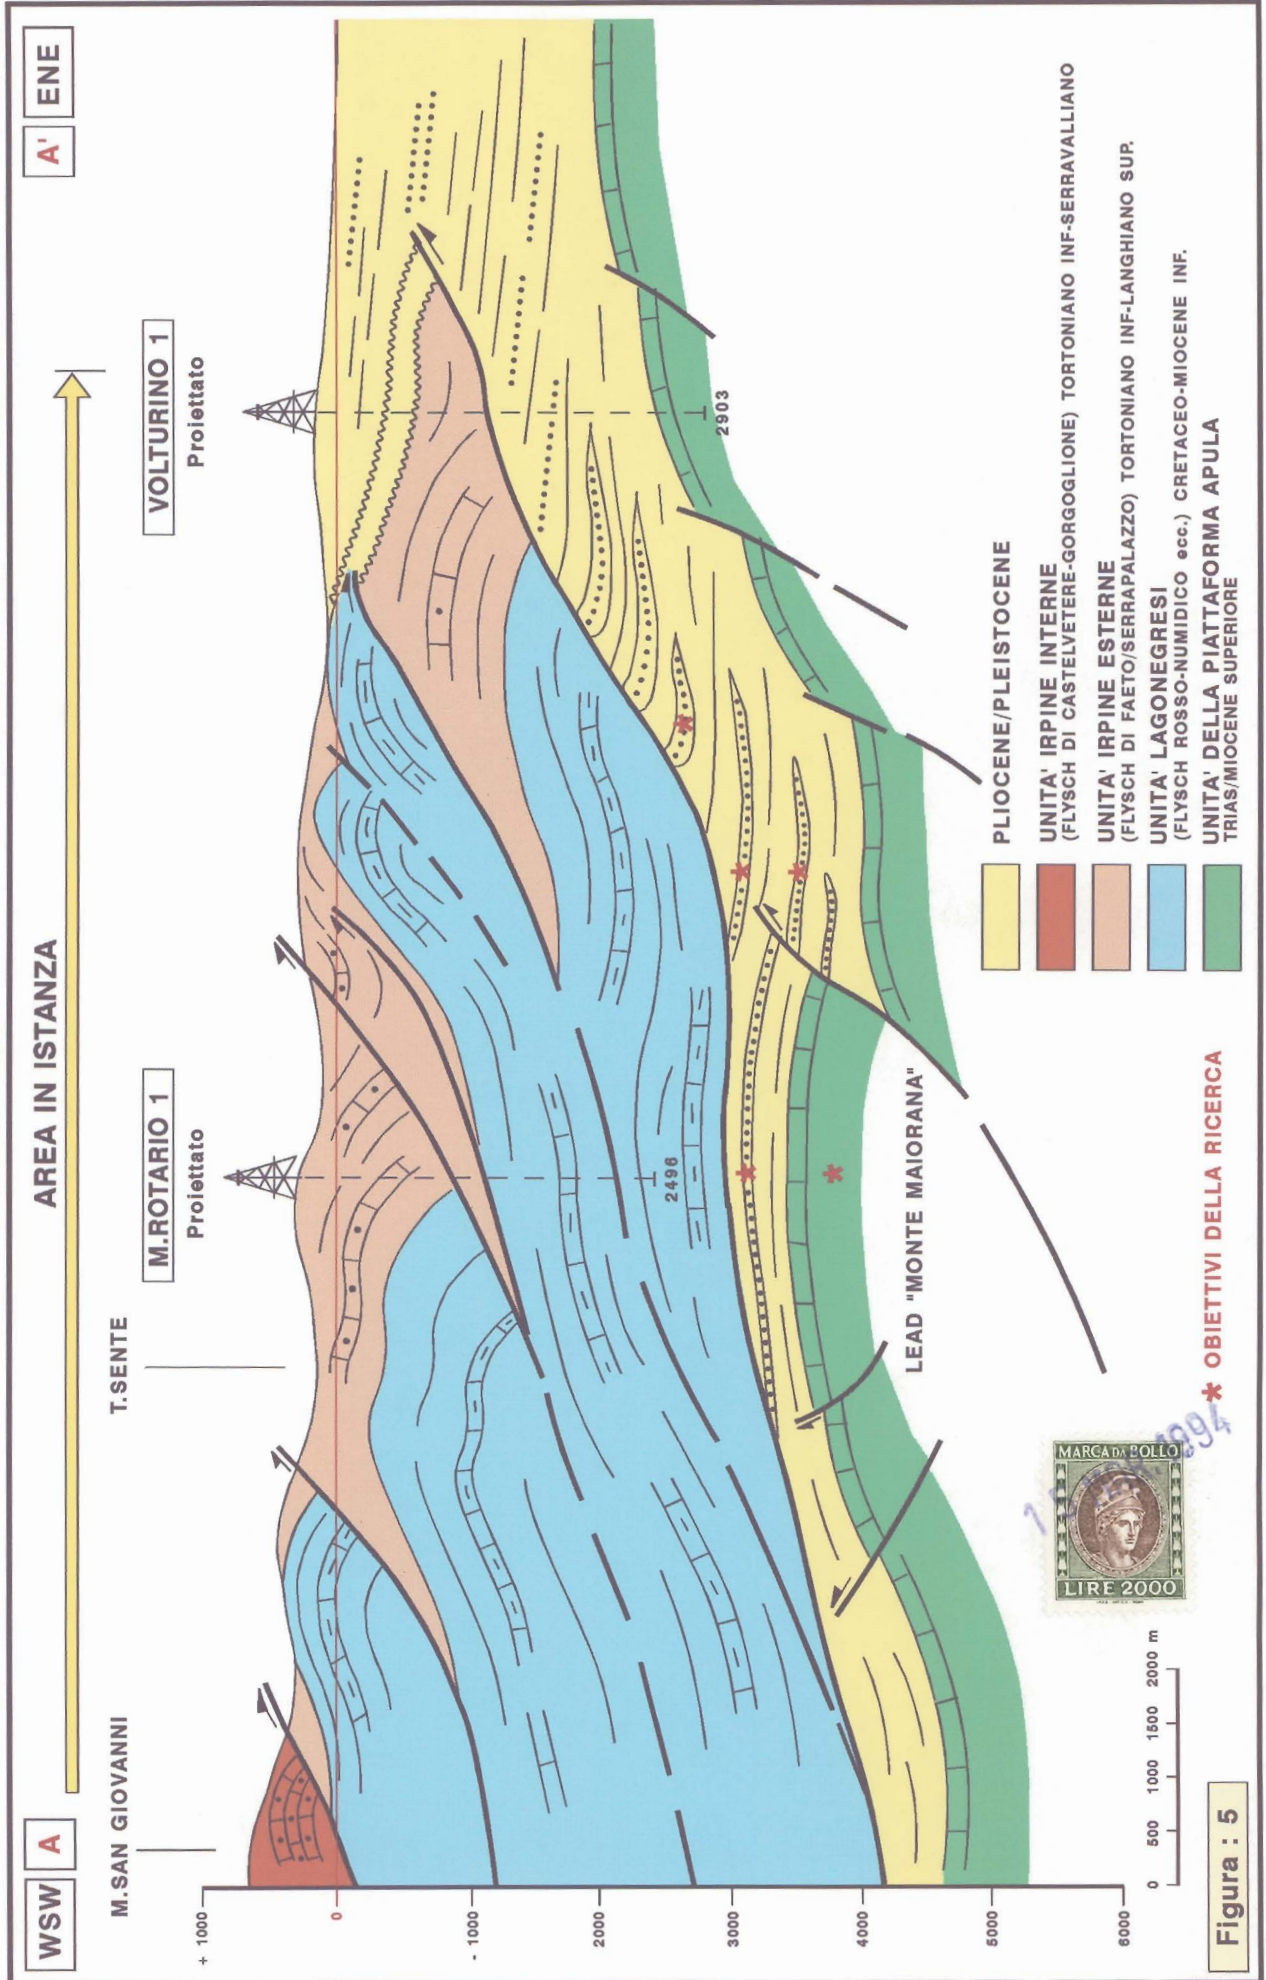 WSW
A
AREA IN ISTANZA
A'
ENE
M.SAN GIOVANNI
T.SENTE
M.ROTARIO 1
Proiettato
VOLTURINO 1
Proiettato
+ 1000
0
- 1000
2000
3000
4000
5000
6000
2496
2903
LEAD "MONTE MAIORANA"
PLIOCENE/PLEISTOCENE
UNITA' IRPINE INTERNE
(FLYSCH DI CASTELVETERE-GORGOGLIONE) TORTONIANO INF-SERRAVALLIANO
UNITA' IRPINE ESTERNE
(FLYSCH DI FAETO/SERRAPALAZZO) TORTONIANO INF-LANGHIANO SUP.
UNITA' LAGONEGRESI
(FLYSCH ROSSO-NUMIDICO ecc.) CRETACEO-MIOCENE INF.
UNITA' DELLA PIATTAFORMA APULA
TRIAS/MIOCENE SUPERIORE
* OBIETTIVI DELLA RICERCA
0 500 1000 1500 2000 m
MARCA DA BOLLO
LIRE 2000
1994
Figura : 5